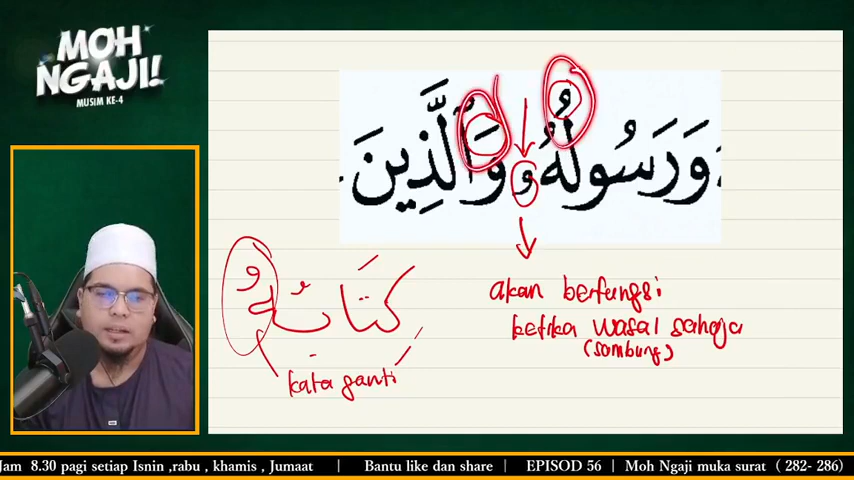 MOH
NGAJI!
MUSIM KE-4
وَرَسُولُهُۥ وَٱلَّذِينَ
كتابه و
kata ganti
akan berfungsi
ketika wasal sahaja
(sambung)
Jam 8.30 pagi setiap Isnin ,rabu , khamis , Jumaat | Bantu like dan share | EPISOD 56 | Moh Ngaji muka surat ( 282- 286)